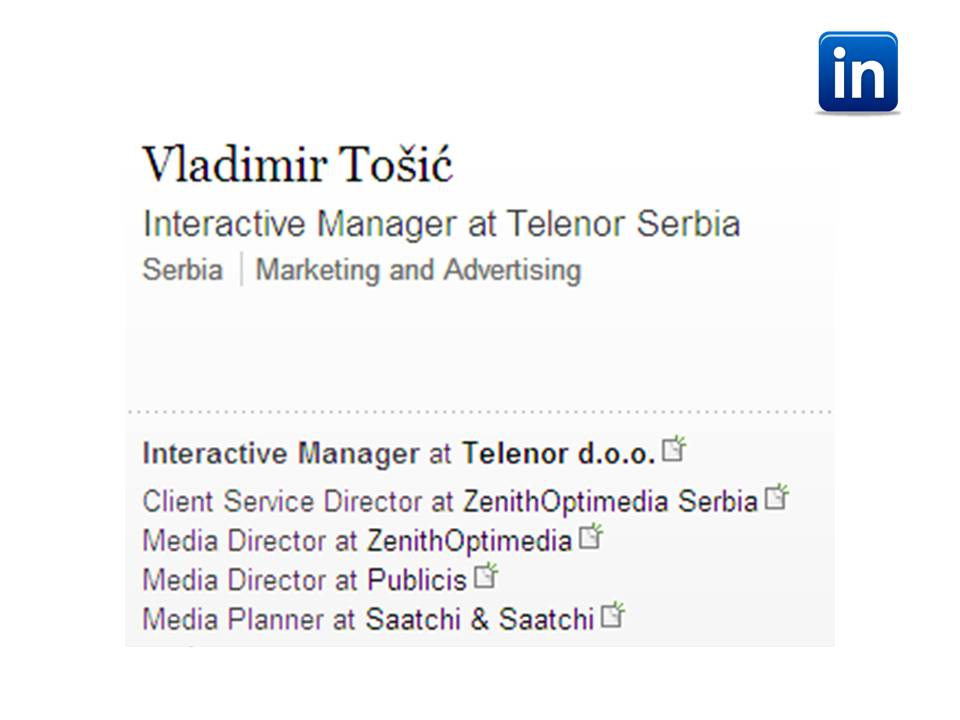 in
Vladimir Tošić
Interactive Manager at Telenor Serbia
Serbia | Marketing and Advertising
Interactive Manager at Telenor d.o.o.
Client Service Director at ZenithOptimedia Serbia
Media Director at ZenithOptimedia
Media Director at Publicis
Media Planner at Saatchi & Saatchi